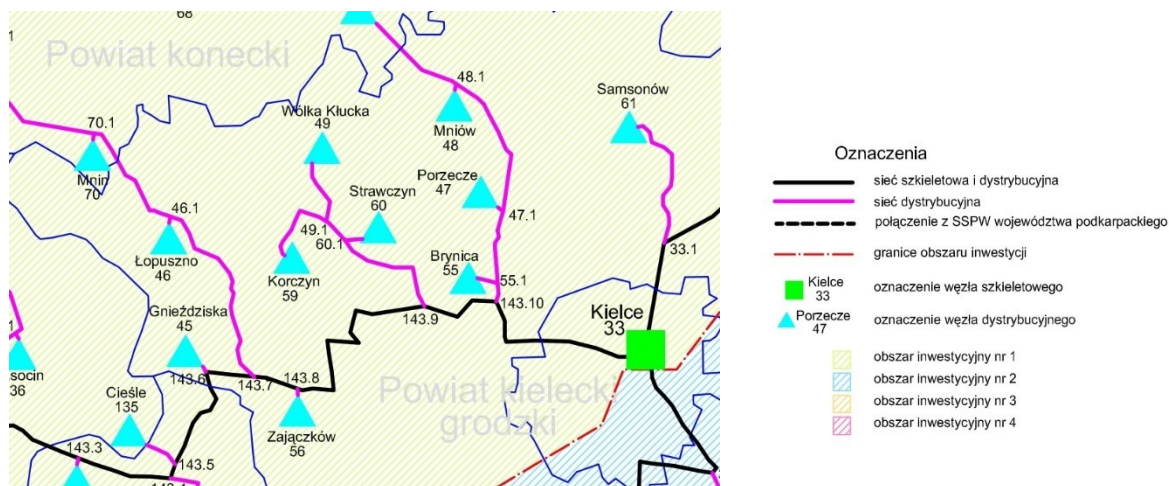 68
Powiat konecki
70.1
Mnin
70
48.1
Mniów
48
Samsonów
61
Wólka Kłucka
49
Strawczyn
60
Porzecze
47
47.1
46.1
Łopuszno
46
49.1
60.1
Korczyn
59
Brynica
55
55.1
33.1
Gnieździska
45
143.10
143.9
Kielce
33
143.6
143.7
143.8
36
Cieśle
135
Zajączków
56
Powiat kielecki
grodzki
143.3
143.5
Oznaczenia
sieć szkieletowa i dystrybucyjna
sieć dystrybucyjna
połączenie z SSPW województwa podkarpackiego
granice obszaru inwestycji
Kielce
33
oznaczenie węzła szkieletowego
Porzecze
47
oznaczenie węzła dystrybucyjnego
obszar inwestycyjny nr 1
obszar inwestycyjny nr 2
obszar inwestycyjny nr 3
obszar inwestycyjny nr 4